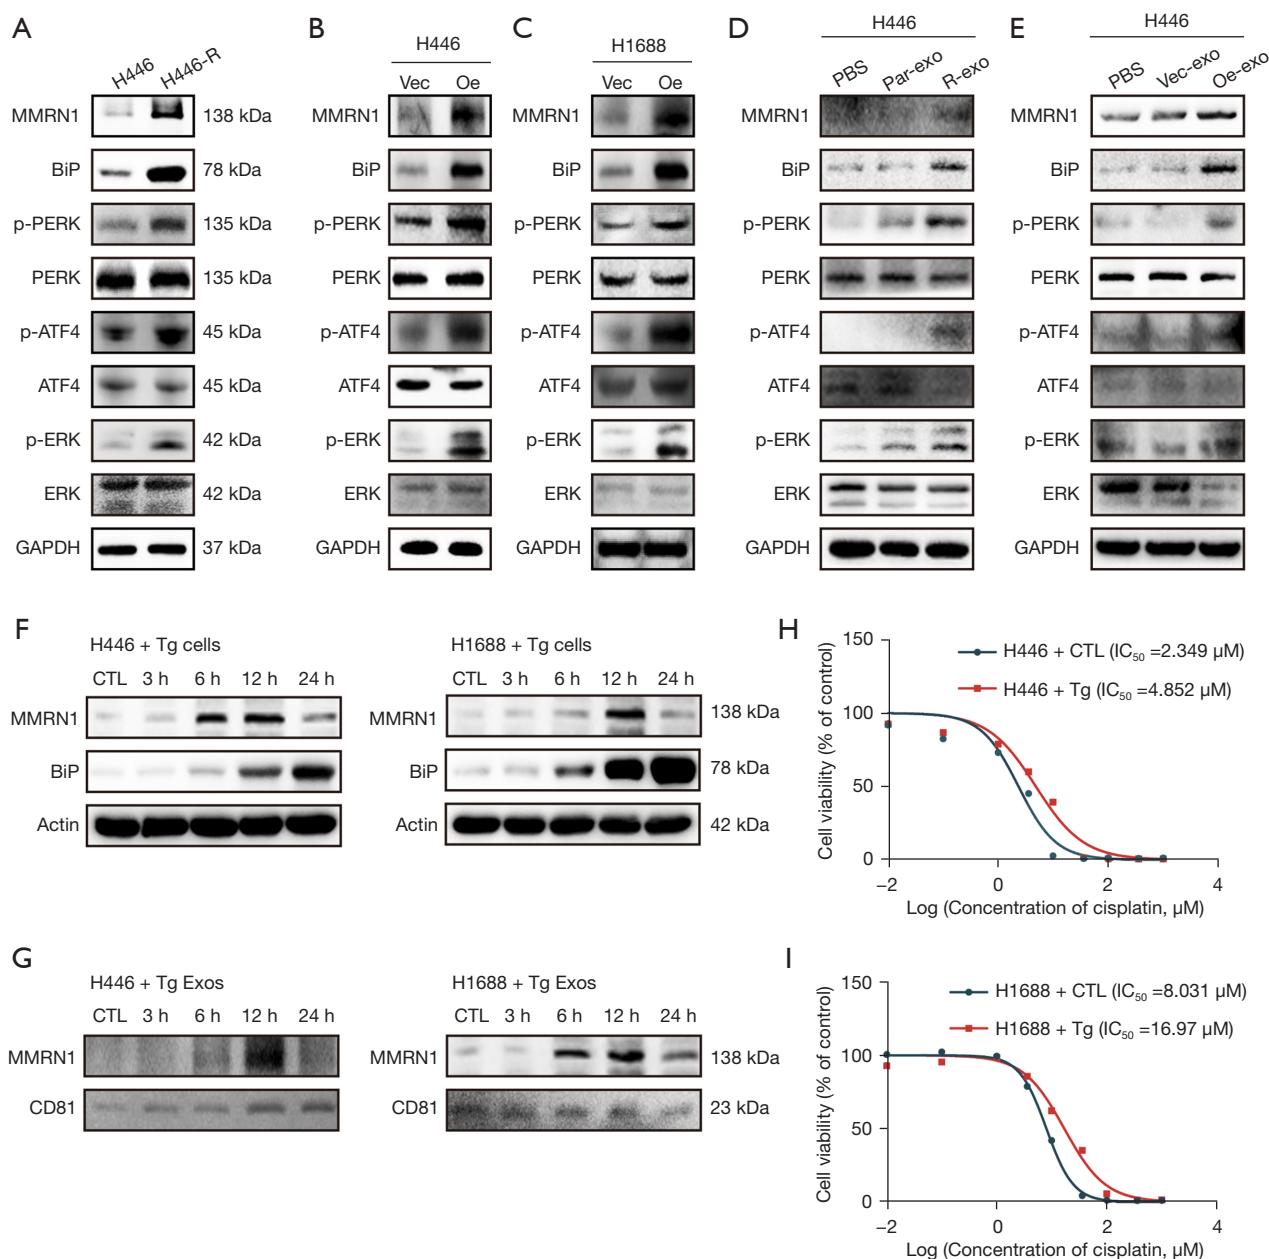 A
H446 H446-R
MMRN1 138 kDa
BiP 78 kDa
p-PERK 135 kDa
PERK 135 kDa
p-ATF4 45 kDa
ATF4 45 kDa
p-ERK 42 kDa
ERK 42 kDa
GAPDH 37 kDa
B
H446
Vec Oe
MMRN1
BiP
p-PERK
PERK
p-ATF4
ATF4
p-ERK
ERK
GAPDH
C
H1688
Vec Oe
MMRN1
BiP
p-PERK
PERK
p-ATF4
ATF4
p-ERK
ERK
GAPDH
D
H446
PBS Par-exo R-exo
MMRN1
BiP
p-PERK
PERK
p-ATF4
ATF4
p-ERK
ERK
GAPDH
E
H446
PBS Vec-exo Oe-exo
MMRN1
BiP
p-PERK
PERK
p-ATF4
ATF4
p-ERK
ERK
GAPDH
F
H446 + Tg cells
CTL 3 h 6 h 12 h 24 h
MMRN1
BiP
Actin
H1688 + Tg cells
CTL 3 h 6 h 12 h 24 h
MMRN1 138 kDa
BiP 78 kDa
Actin 42 kDa
G
H446 + Tg Exos
CTL 3 h 6 h 12 h 24 h
MMRN1
CD81
H1688 + Tg Exos
CTL 3 h 6 h 12 h 24 h
MMRN1 138 kDa
CD81 23 kDa
H
H446 + CTL (IC50 =2.349 μM)
H446 + Tg (IC50 =4.852 μM)
Cell viability (% of control)
150
100
50
0
−2 0 2 4
Log (Concentration of cisplatin, μM)
I
H1688 + CTL (IC50 =8.031 μM)
H1688 + Tg (IC50 =16.97 μM)
Cell viability (% of control)
150
100
50
0
−2 0 2 4
Log (Concentration of cisplatin, μM)